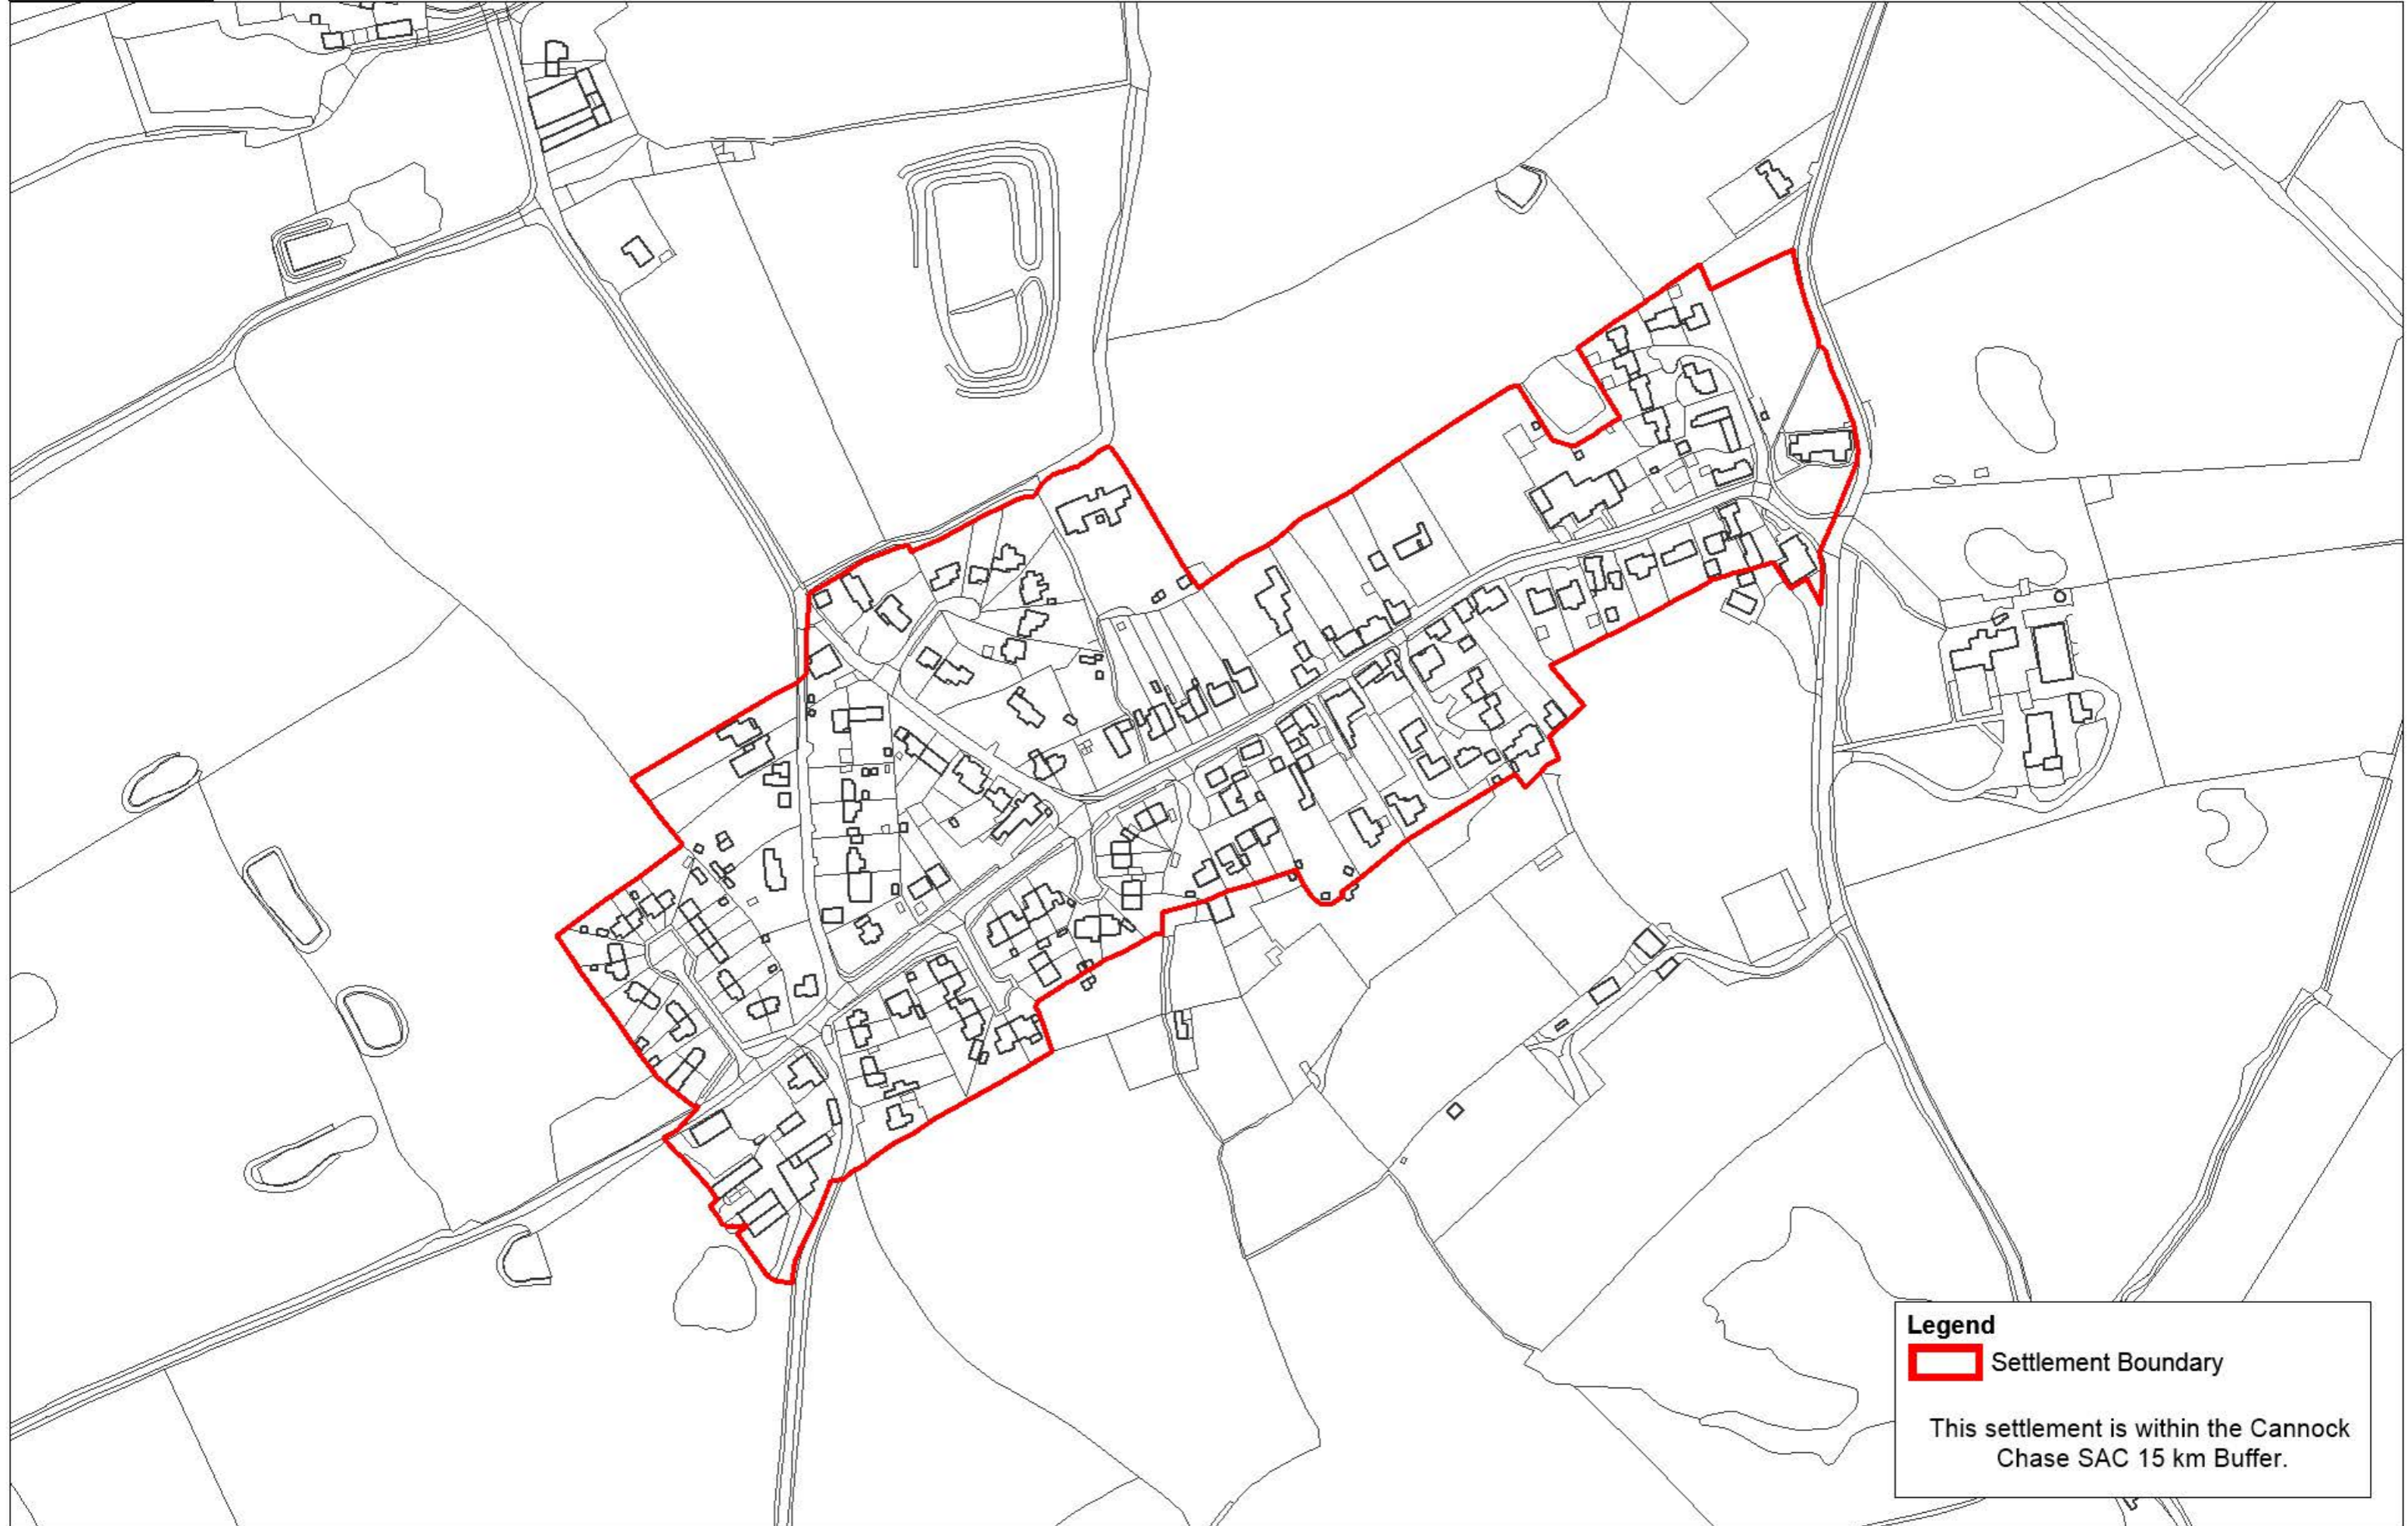 Legend
Settlement Boundary
This settlement is within the Cannock
Chase SAC 15 km Buffer.